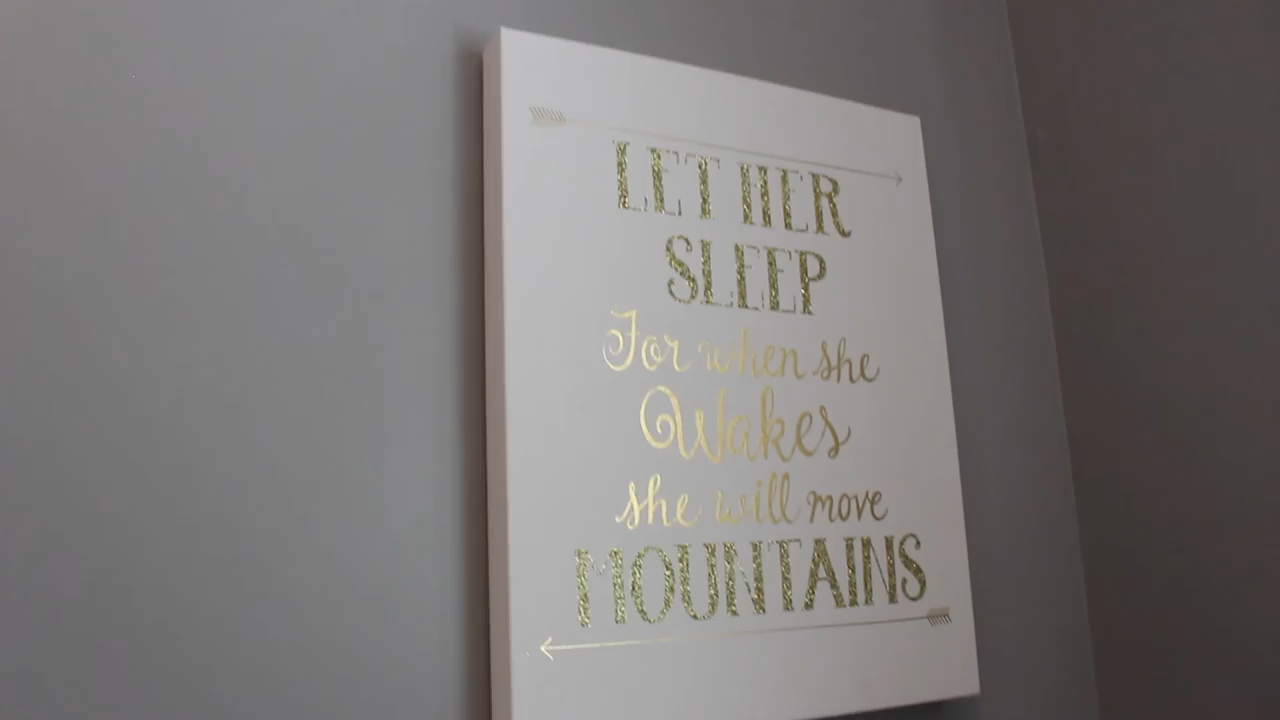 LET HER
SLEEP
For when she
Wakes
she will move
MOUNTAINS